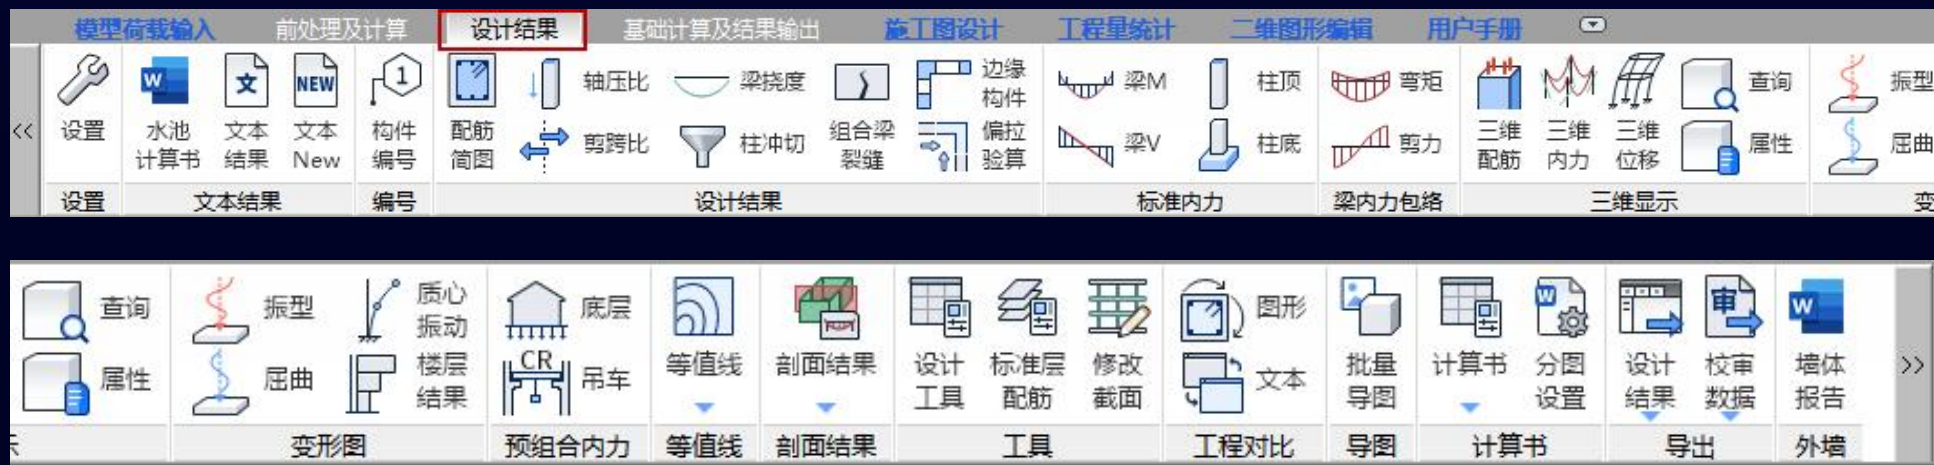 模型荷载输入 前处理及计算 设计结果 基础计算及结果输出 施工图设计 工程量统计 二维图形编辑 用户手册
W 文 NEW 1 轴压比 梁挠度 边缘构件 梁M 柱顶 弯矩 查询 振型
<< 设置 水池计算书 文本结果 文本New 构件编号 配筋简图 剪跨比 柱冲切 组合梁裂缝 偏拉验算 梁V 柱底 剪力 三维配筋 三维内力 三维位移 属性 屈曲
设置 文本结果 编号 设计结果 标准内力 梁内力包络 三维显示 变
查询 振型 质心振动 底层 W 图形 W 审 W
属性 屈曲 楼层结果 CR 吊车 等值线 剖面结果 设计工具 标准层配筋 修改截面 文本 批量导图 计算书 分图设置 设计结果 校审数据 墙体报告 >>
示 变形图 预组合内力 等值线 剖面结果 工具 工程对比 导图 计算书 导出 外墙